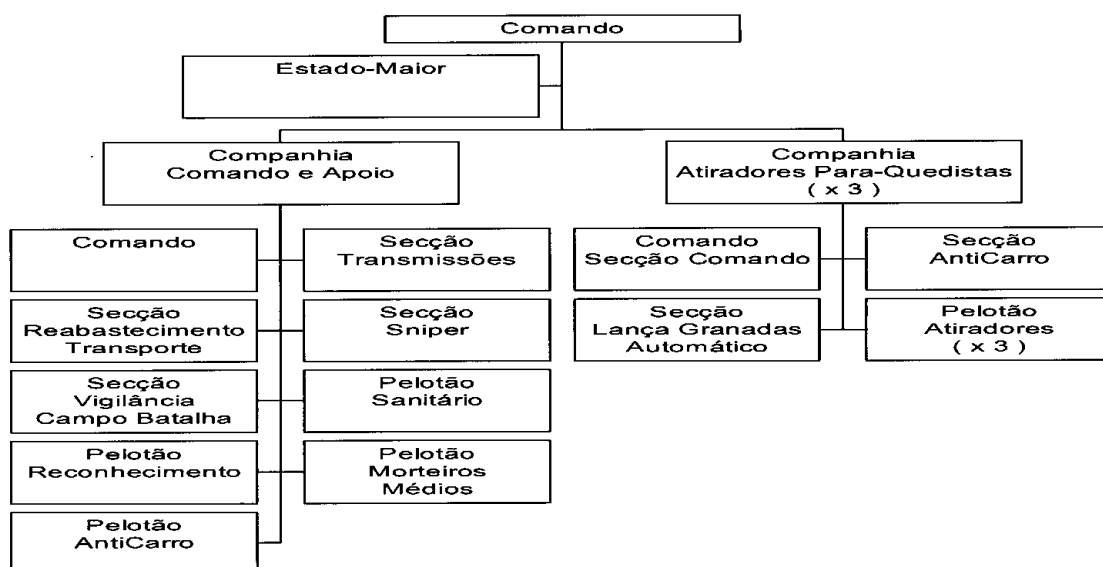 Comando
Estado-Maior
Companhia
Comando e Apoio
Companhia
Atiradores Para-Quedistas
( x 3 )
Comando
Secção
Transmissões
Comando
Secção Comando
Secção
AntiCarro
Secção
Reabastecimento
Transporte
Secção
Sniper
Secção
Lança Granadas
Automático
Pelotão
Atiradores
( x 3 )
Secção
Vigilância
Campo Batalha
Pelotão
Sanitário
Pelotão
Reconhecimento
Pelotão
Morteiros
Médios
Pelotão
AntiCarro